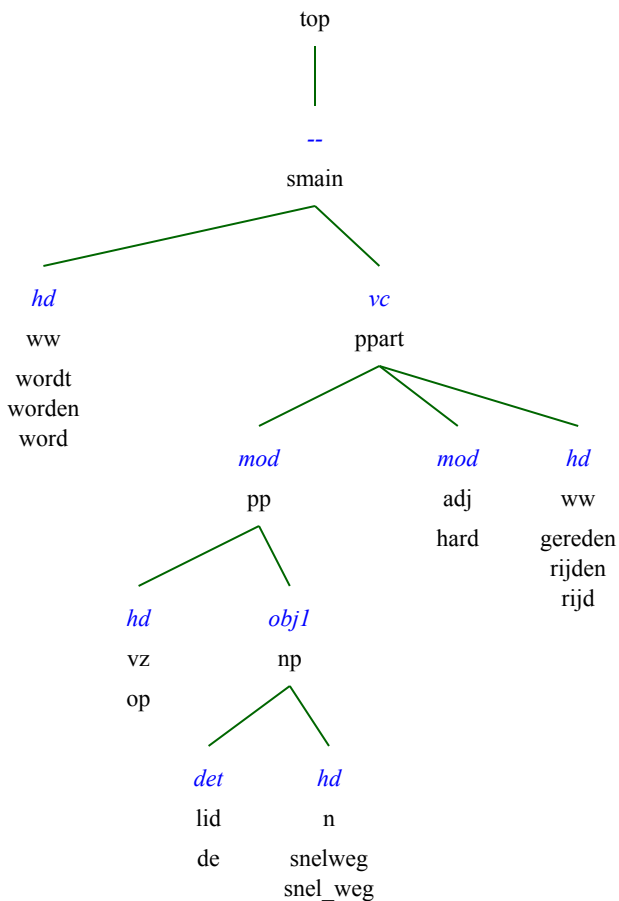 top
--
smain
hd vc
ww ppart
wordt
worden
word
mod mod hd
pp adj ww
hard gereden
rijden
rijd
hd obj1
vz np
op
det hd
lid n
de snelweg
snel_weg